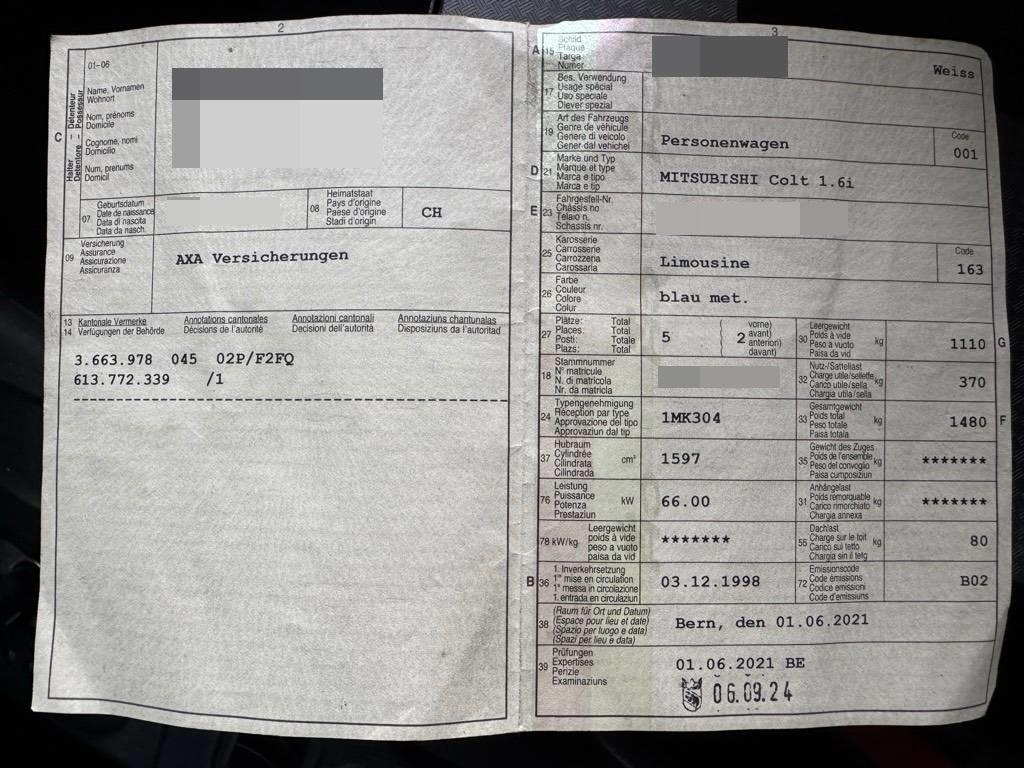 2
01-06
C
Halter – Détenteur
Detentore – Possessur
Name, Vornamen
Wohnort
Nom, prénoms
Domicile
Cognome, nomi
Domicilio
Num, prenums
Domicil
07
Geburtsdatum
Date de naissance
Data di nascita
Data da nasch.
08
Heimatstaat
Pays d'origine
Paese d'origine
Stadi d'origin
CH
09
Versicherung
Assurance
Assicurazione
Assicuranza
AXA Versicherungen
13 Kantonale Vermerke Annotations cantonales Annotazioni cantonali Annotaziuns chantunalas
14 Verfügungen der Behörde Décisions de l'autorité Decisioni dell'autorità Disposiziuns da l'autoritad
3.663.978 045 02P/F2FQ
613.772.339 /1
3
A 15
Schild
Plaque
Targa
Numer
Weiss
17
Bes. Verwendung
Usage spécial
Uso speciale
Diever spezial
19
Art des Fahrzeugs
Genre de véhicule
Genere di veicolo
Gener dal vehichel
Personenwagen
Code
001
D 21
Marke und Typ
Marque et type
Marca e tipo
Marca e tip
MITSUBISHI Colt 1.6i
E 23
Fahrgestell-Nr.
Châssis no
Telaio n.
Schassis nr.
25
Karosserie
Carrosserie
Carrozzeria
Carossaria
Limousine
Code
163
26
Farbe
Couleur
Colore
Colur
blau met.
27
Plätze: Total
Places: Total
Posti: Totale
Plazs: Total
5
2
vorne)
avant)
anteriori)
davant)
30
Leergewicht
Poids à vide
Peso a vuoto
Paisa da vid
kg
1110
G
18
Stammnummer
N° matricule
N. di matricola
Nr. da matricla
32
Nutz-/Sattellast
Charge utile/sellette
Carico utile/sella
Chargia utila/sella
kg
370
24
Typengenehmigung
Réception par type
Approvazione del tipo
Approvaziun dal tip
1MK304
33
Gesamtgewicht
Poids total
Peso totale
Paisa totala
kg
1480
F
37
Hubraum
Cylindrée
Cilindrata
Cilindrada
cm³
1597
35
Gewicht des Zuges
Poids de l'ensemble
Peso del convoglio
Paisa cumposiziun
kg
*******
76
Leistung
Puissance
Potenza
Prestaziun
kW
66.00
31
Anhängelast
Poids remorquable
Carico rimorchiato
Chargia annexa
kg
*******
78 kW/kg
Leergewicht
poids à vide
peso a vuoto
paisa da vid
*******
55
Dachlast
Charge sur le toit
Carico sul tetto
Chargia sin il tetg
kg
80
B 36
1. Inverkehrsetzung
1re mise en circulation
1a messa in circolazione
1. entrada en circulaziun
03.12.1998
72
Emissionscode
Code émissions
Codice emissioni
Code d'emissiuns
B02
38
(Raum für Ort und Datum)
(Espace pour lieu et date)
(Spazio per luogo e data)
(Spazi per lieu e data)
Bern, den 01.06.2021
39
Prüfungen
Expertises
Perizie
Examinaziuns
01.06.2021 BE
06.09.24